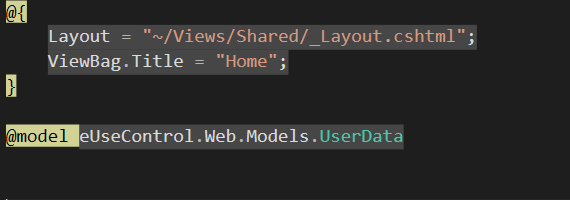 @{
Layout = "~/Views/Shared/_Layout.cshtml";
ViewBag.Title = "Home";
}
@model eUseControl.Web.Models.UserData